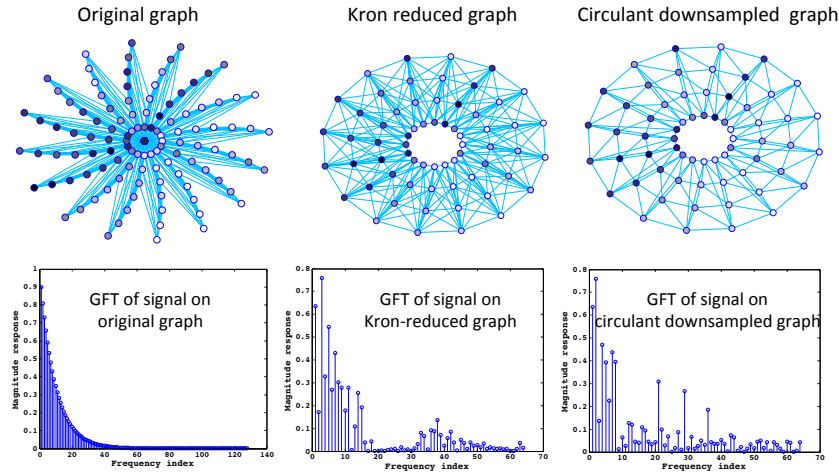 Original graph
Kron reduced graph
Circulant downsampled graph
GFT of signal on
original graph
Magnitude response
1
0.9
0.8
0.7
0.6
0.5
0.4
0.3
0.2
0.1
0
0 20 40 60 80 100 120 140
Frequency index
GFT of signal on
Kron-reduced graph
Magnitude response
0.8
0.7
0.6
0.5
0.4
0.3
0.2
0.1
0
0 10 20 30 40 50 60 70
Frequency index
GFT of signal on
circulant downsampled graph
Magnitude response
0.8
0.7
0.6
0.5
0.4
0.3
0.2
0.1
0
0 10 20 30 40 50 60 70
Frequency index